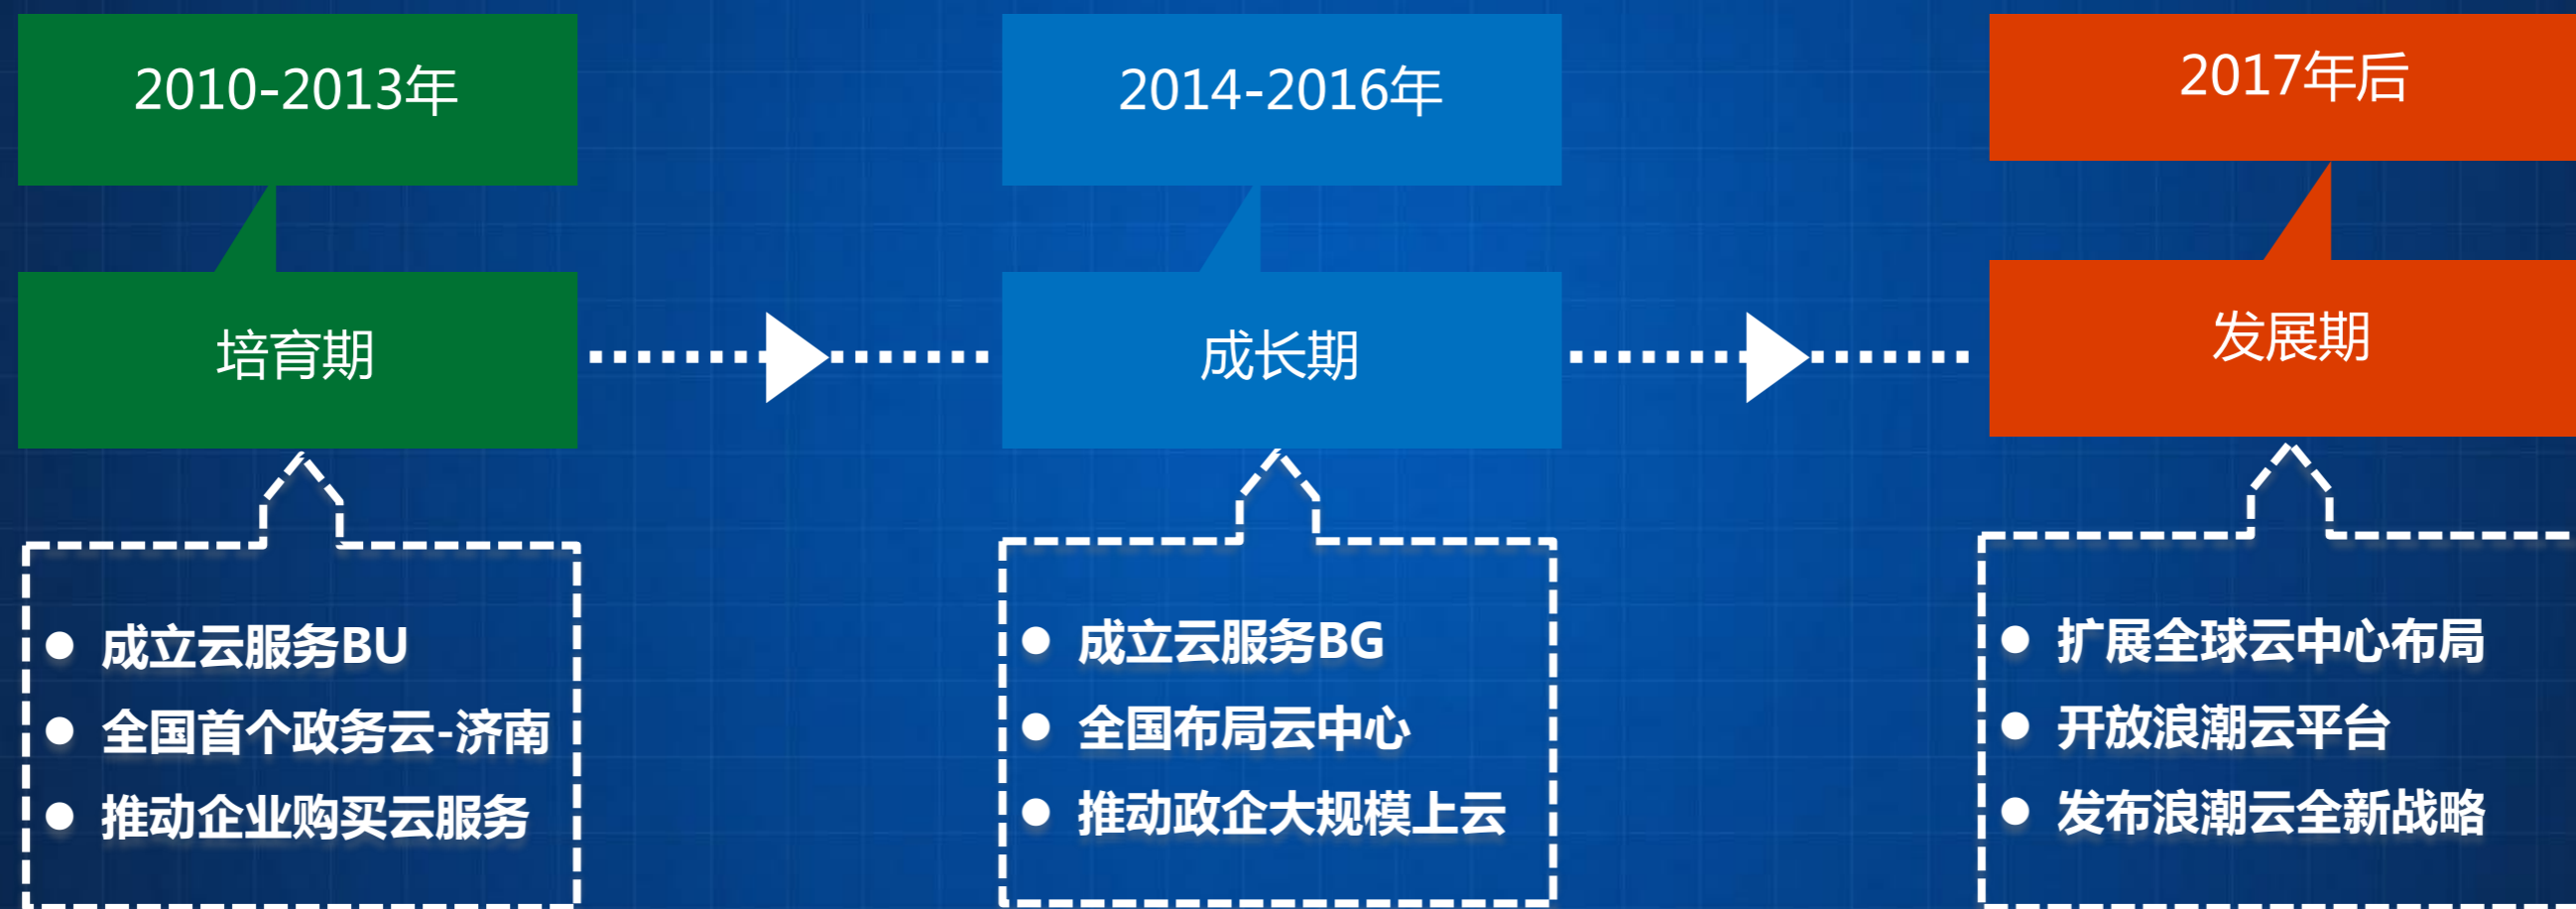 2010-2013年
培育期
成立云服务BU
全国首个政务云-济南
推动企业购买云服务
2014-2016年
成长期
成立云服务BG
全国布局云中心
推动政企大规模上云
2017年后
发展期
扩展全球云中心布局
开放浪潮云平台
发布浪潮云全新战略